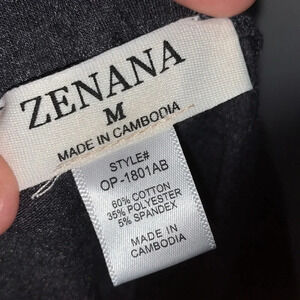 ZENANA
M
MADE IN CAMBODIA
STYLE#
OP-1801AB
60% COTTON
35% POLYESTER
5% SPANDEX
MADE IN
CAMBODIA